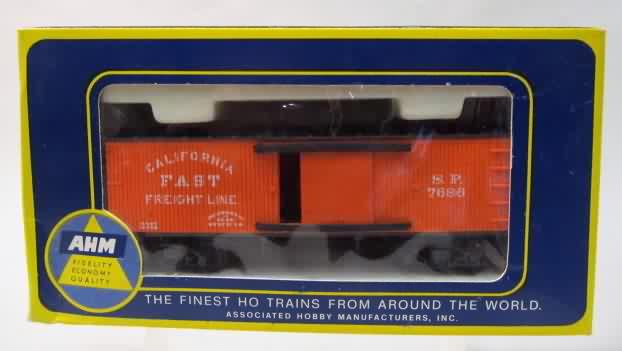 CALIFORNIA
FAST
FREIGHT LINE.
S.P.
7686
AHM
FIDELITY
ECONOMY
QUALITY
THE FINEST HO TRAINS FROM AROUND THE WORLD.
ASSOCIATED HOBBY MANUFACTURERS, INC.